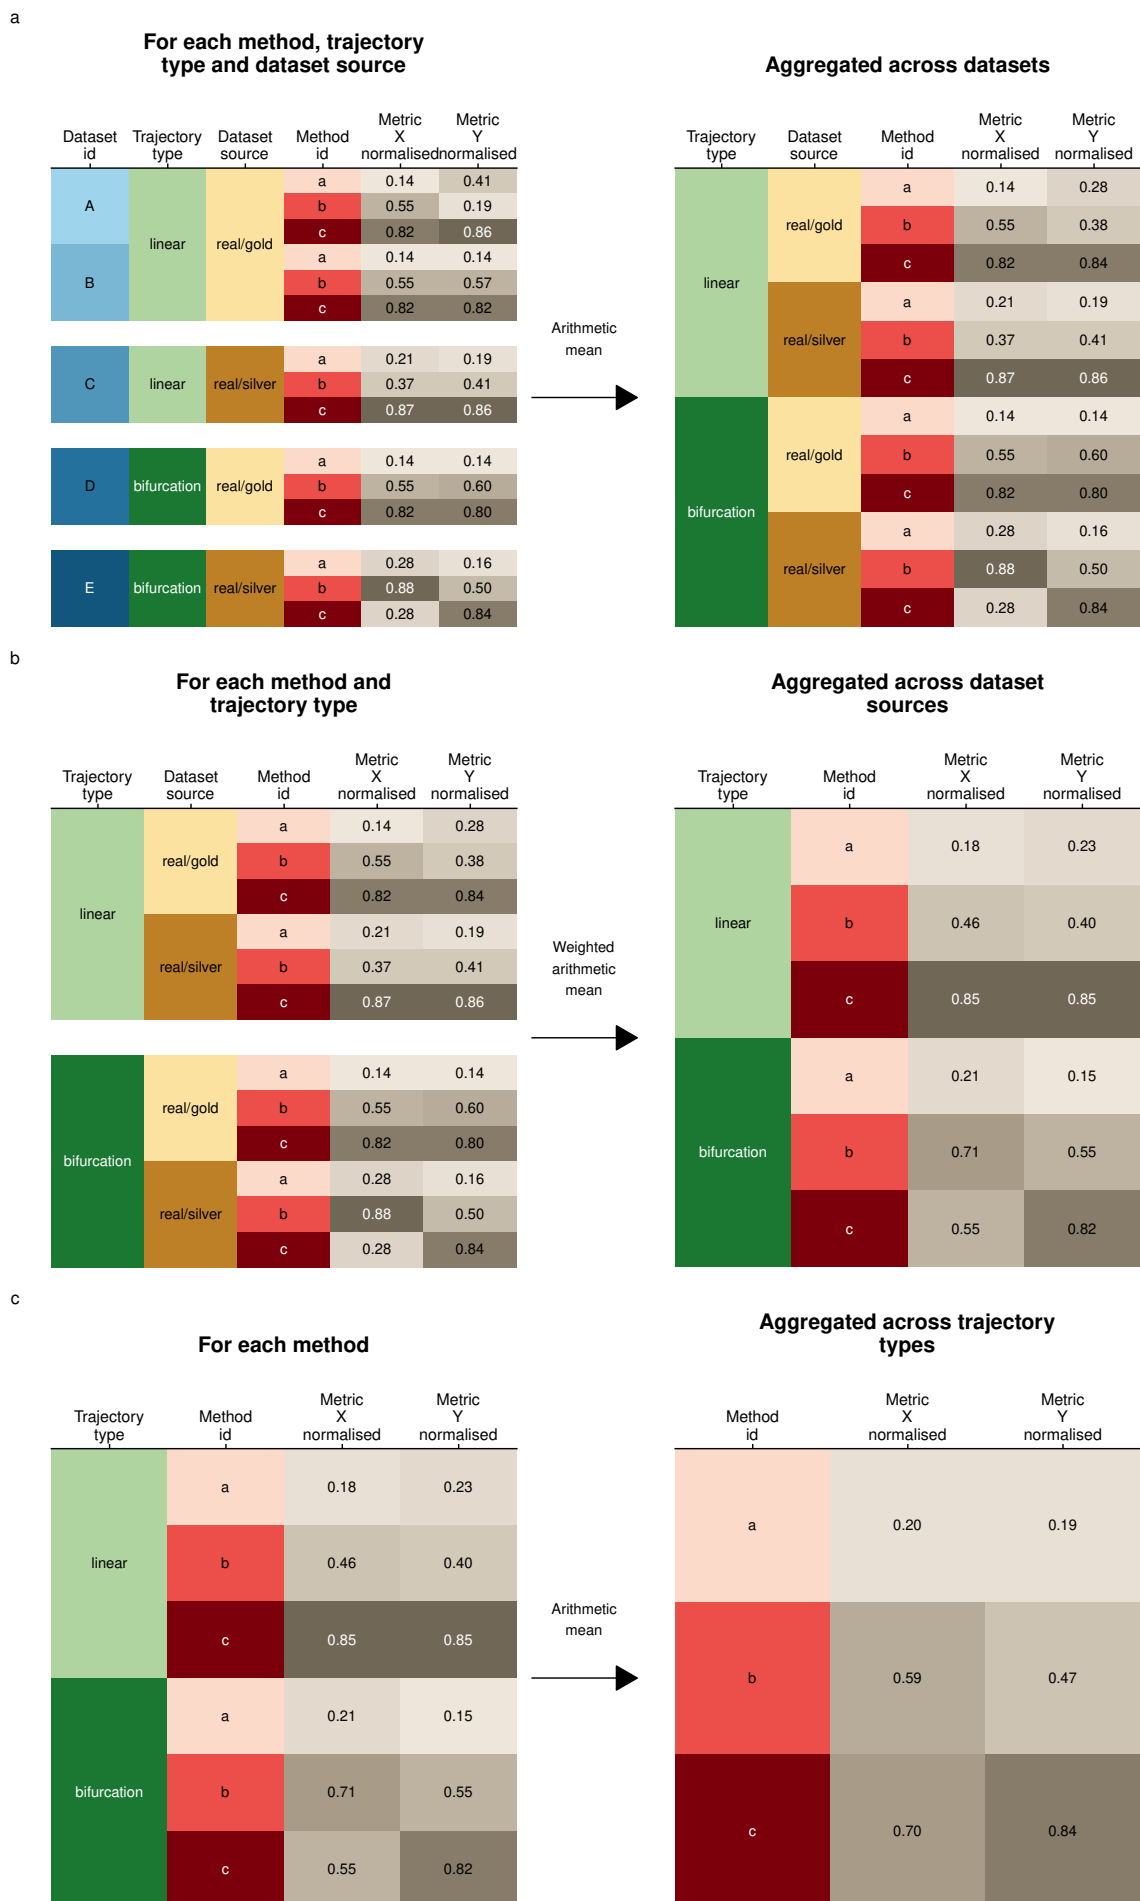 a
For each method, trajectory
type and dataset source
Aggregated across datasets
Dataset id Trajectory type Dataset source Method id Metric X normalised Metric Y normalised
A linear real/gold a 0.14 0.41
b 0.55 0.19
c 0.82 0.86
B a 0.14 0.14
b 0.55 0.57
c 0.82 0.82
C linear real/silver a 0.21 0.19
b 0.37 0.41
c 0.87 0.86
D bifurcation real/gold a 0.14 0.14
b 0.55 0.60
c 0.82 0.80
E bifurcation real/silver a 0.28 0.16
b 0.88 0.50
c 0.28 0.84
Arithmetic
mean
Trajectory type Dataset source Method id Metric X normalised Metric Y normalised
linear real/gold a 0.14 0.28
b 0.55 0.38
c 0.82 0.84
real/silver a 0.21 0.19
b 0.37 0.41
c 0.87 0.86
bifurcation real/gold a 0.14 0.14
b 0.55 0.60
c 0.82 0.80
real/silver a 0.28 0.16
b 0.88 0.50
c 0.28 0.84
b
For each method and
trajectory type
Aggregated across dataset
sources
Trajectory type Dataset source Method id Metric X normalised Metric Y normalised
linear real/gold a 0.14 0.28
b 0.55 0.38
c 0.82 0.84
real/silver a 0.21 0.19
b 0.37 0.41
c 0.87 0.86
bifurcation real/gold a 0.14 0.14
b 0.55 0.60
c 0.82 0.80
real/silver a 0.28 0.16
b 0.88 0.50
c 0.28 0.84
Weighted
arithmetic
mean
Trajectory type Method id Metric X normalised Metric Y normalised
linear a 0.18 0.23
b 0.46 0.40
c 0.85 0.85
bifurcation a 0.21 0.15
b 0.71 0.55
c 0.55 0.82
c
For each method
Aggregated across trajectory
types
Trajectory type Method id Metric X normalised Metric Y normalised
linear a 0.18 0.23
b 0.46 0.40
c 0.85 0.85
bifurcation a 0.21 0.15
b 0.71 0.55
c 0.55 0.82
Arithmetic
mean
Method id Metric X normalised Metric Y normalised
a 0.20 0.19
b 0.59 0.47
c 0.70 0.84